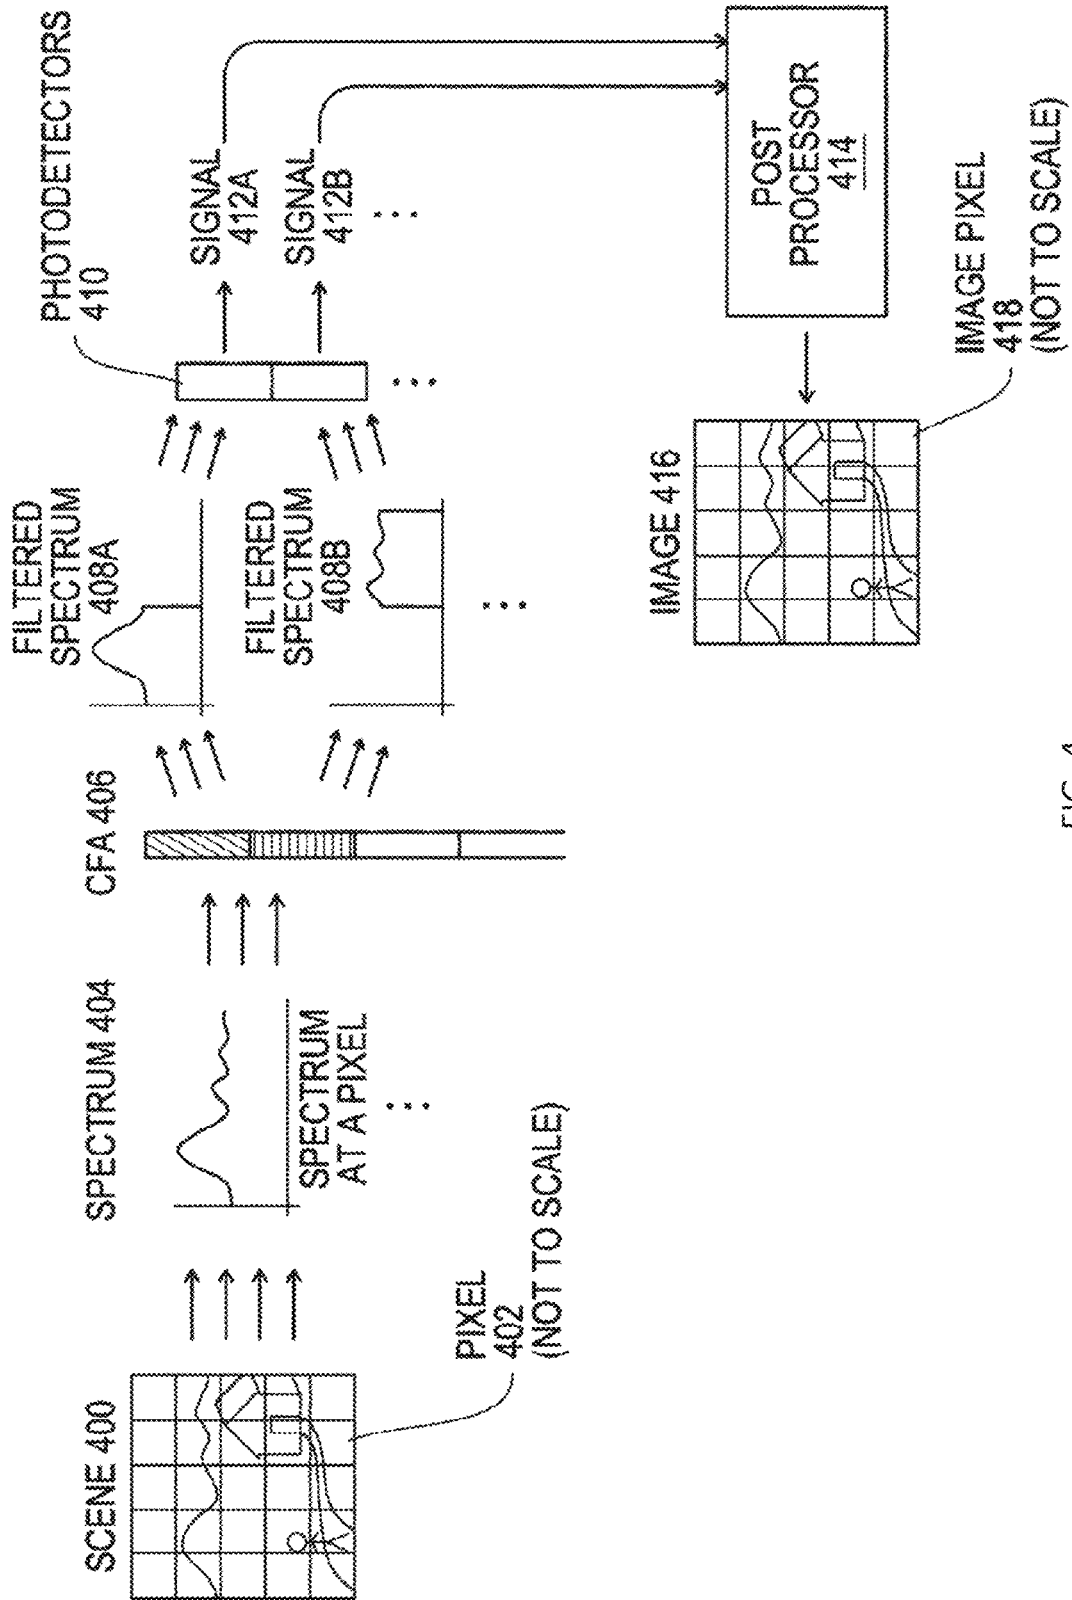 SCENE 400
PIXEL
402
(NOT TO SCALE)
SPECTRUM 404
SPECTRUM
AT A PIXEL
...
CFA 406
FILTERED
SPECTRUM
408A
FILTERED
SPECTRUM
408B
...
PHOTODETECTORS
410
...
SIGNAL
412A
SIGNAL
412B
...
POST
PROCESSOR
414
IMAGE 416
IMAGE PIXEL
418
(NOT TO SCALE)
FIG.